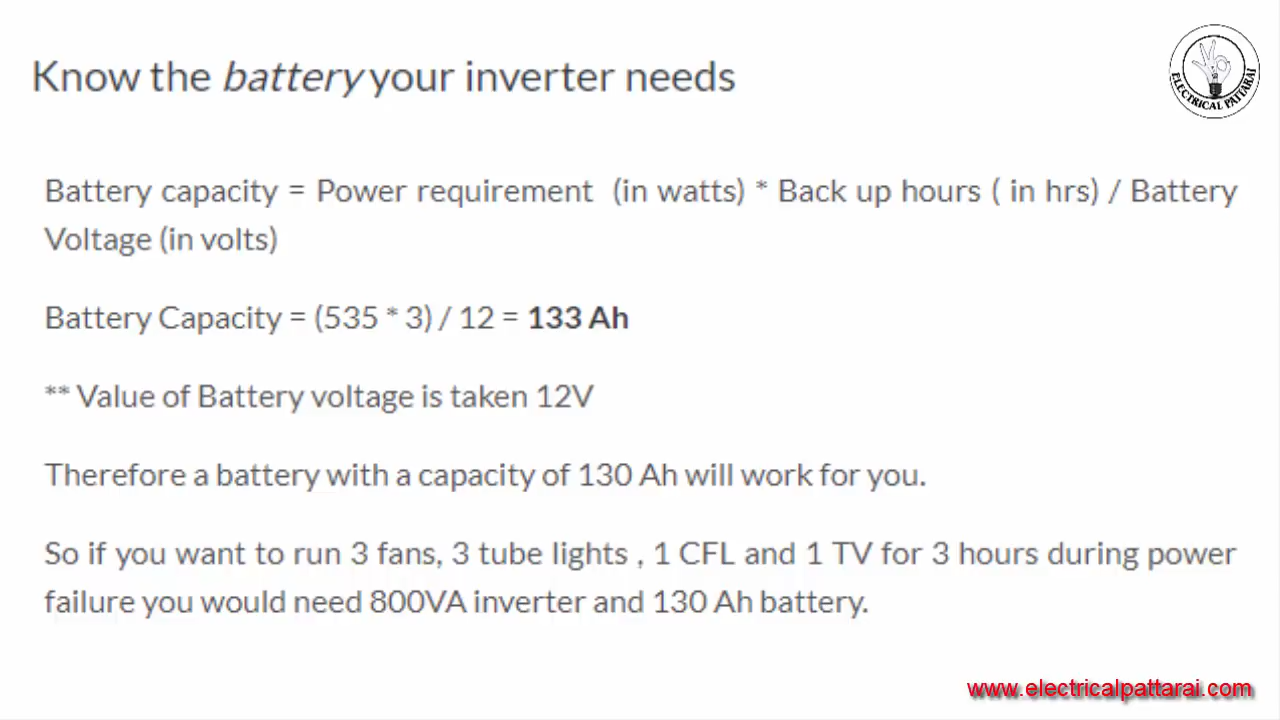 Know the battery your inverter needs
ELECTRICAL PATTARAI
Battery capacity = Power requirement (in watts) * Back up hours ( in hrs) / Battery
Voltage (in volts)
Battery Capacity = (535 * 3) / 12 = 133 Ah
** Value of Battery voltage is taken 12V
Therefore a battery with a capacity of 130 Ah will work for you.
So if you want to run 3 fans, 3 tube lights , 1 CFL and 1 TV for 3 hours during power
failure you would need 800VA inverter and 130 Ah battery.
www.electricalpattarai.com